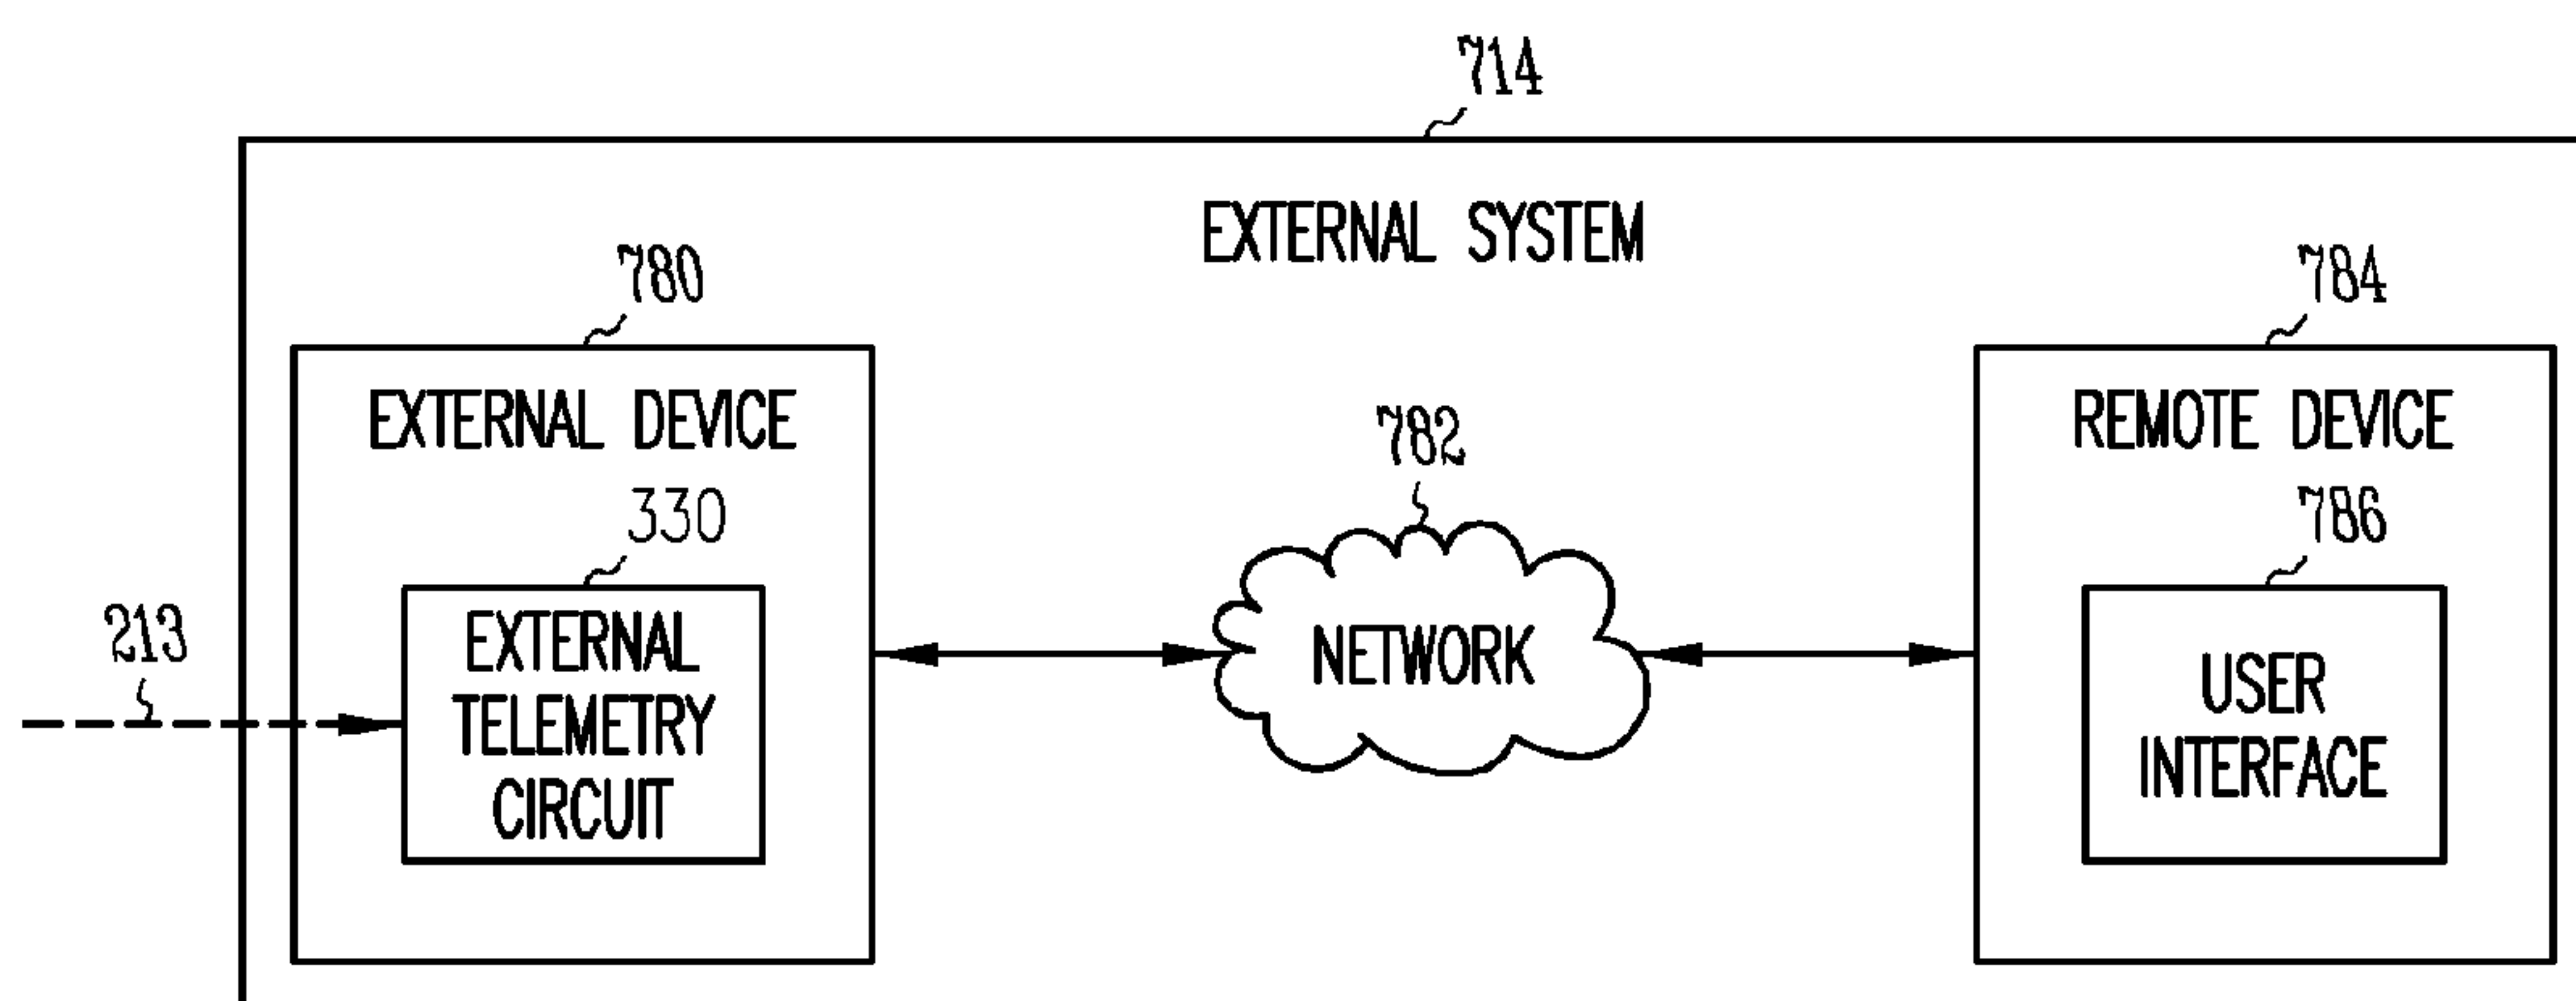 714
EXTERNAL SYSTEM
780
784
EXTERNAL DEVICE
REMOTE DEVICE
782
330
786
213
EXTERNAL
TELEMETRY
CIRCUIT
NETWORK
USER
INTERFACE